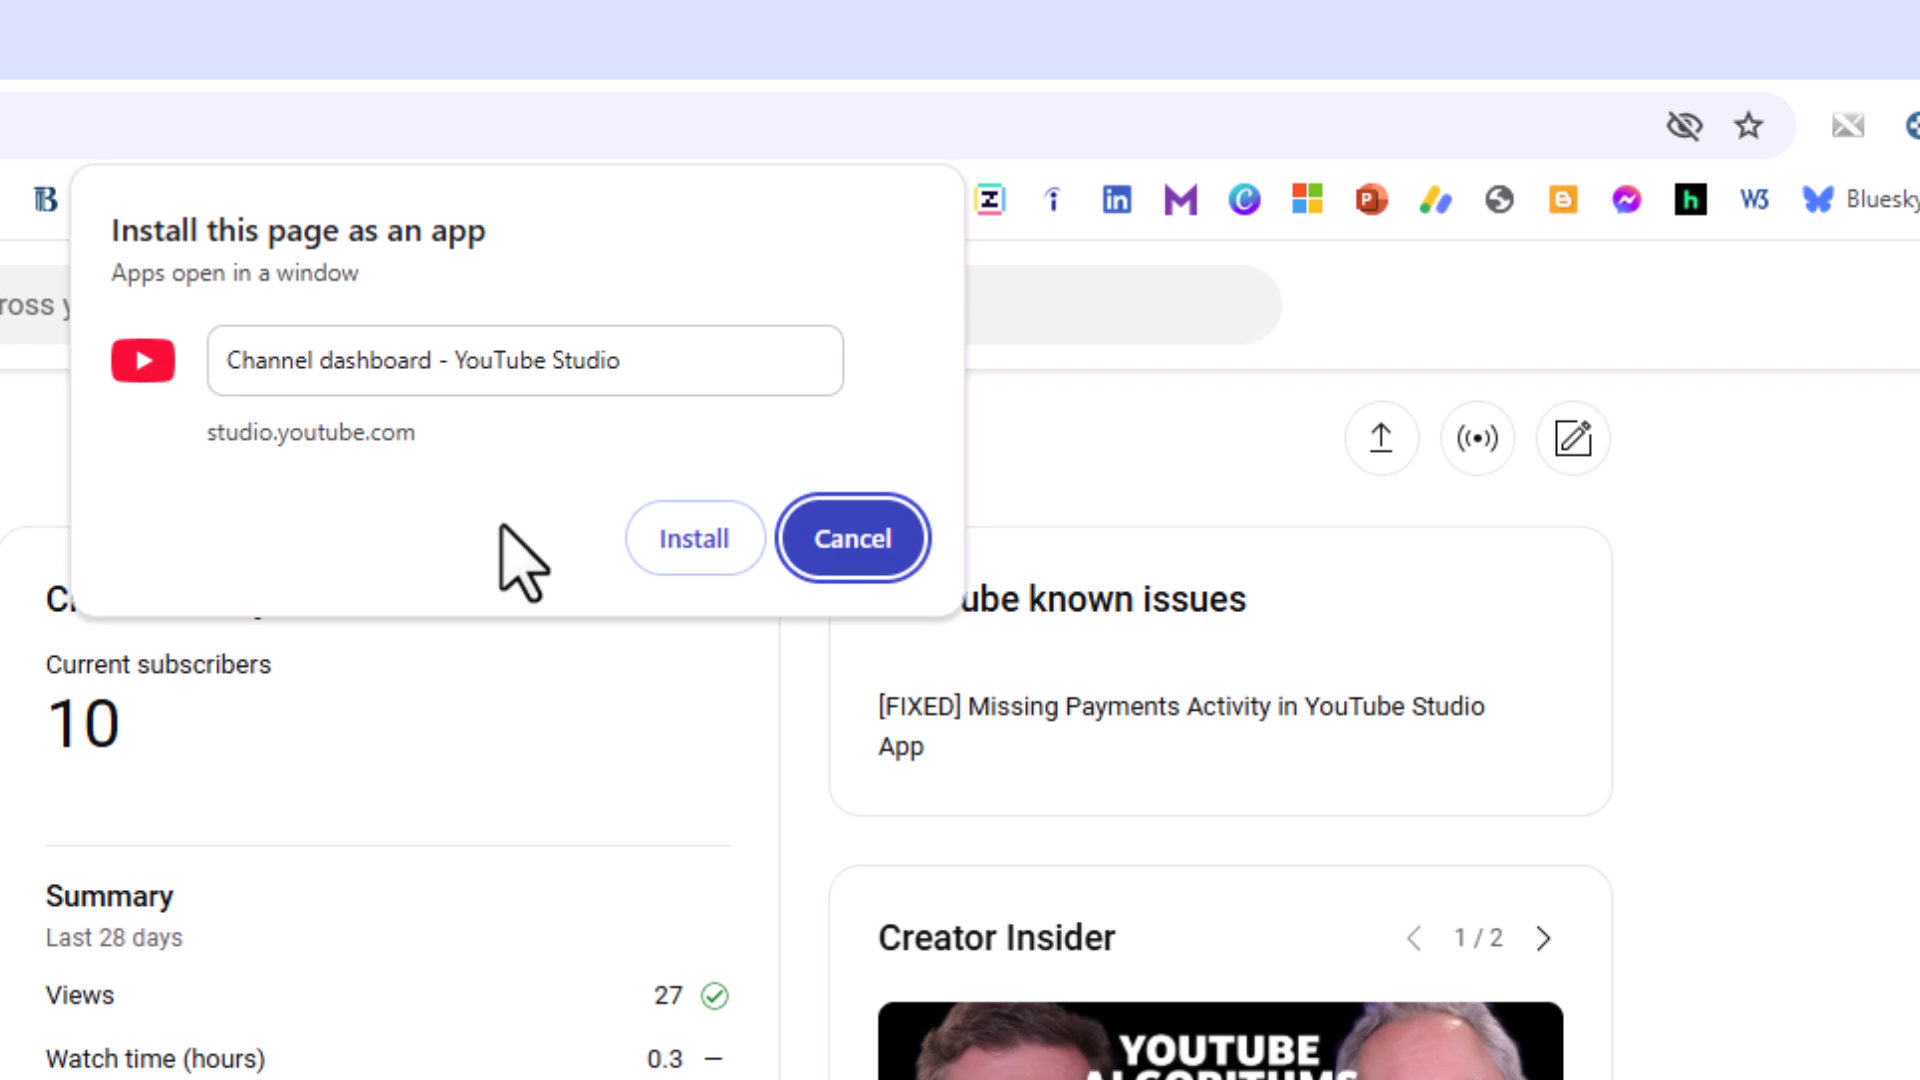 B
W3
Bluesky
Install this page as an app
Apps open in a window
ross y
Channel dashboard - YouTube Studio
studio.youtube.com
Install
Cancel
ube known issues
Current subscribers
10
[FIXED] Missing Payments Activity in YouTube Studio
App
Summary
Last 28 days
Views
27
Watch time (hours)
0.3
Creator Insider
1 / 2
YOUTUBE
ALGORITHMS